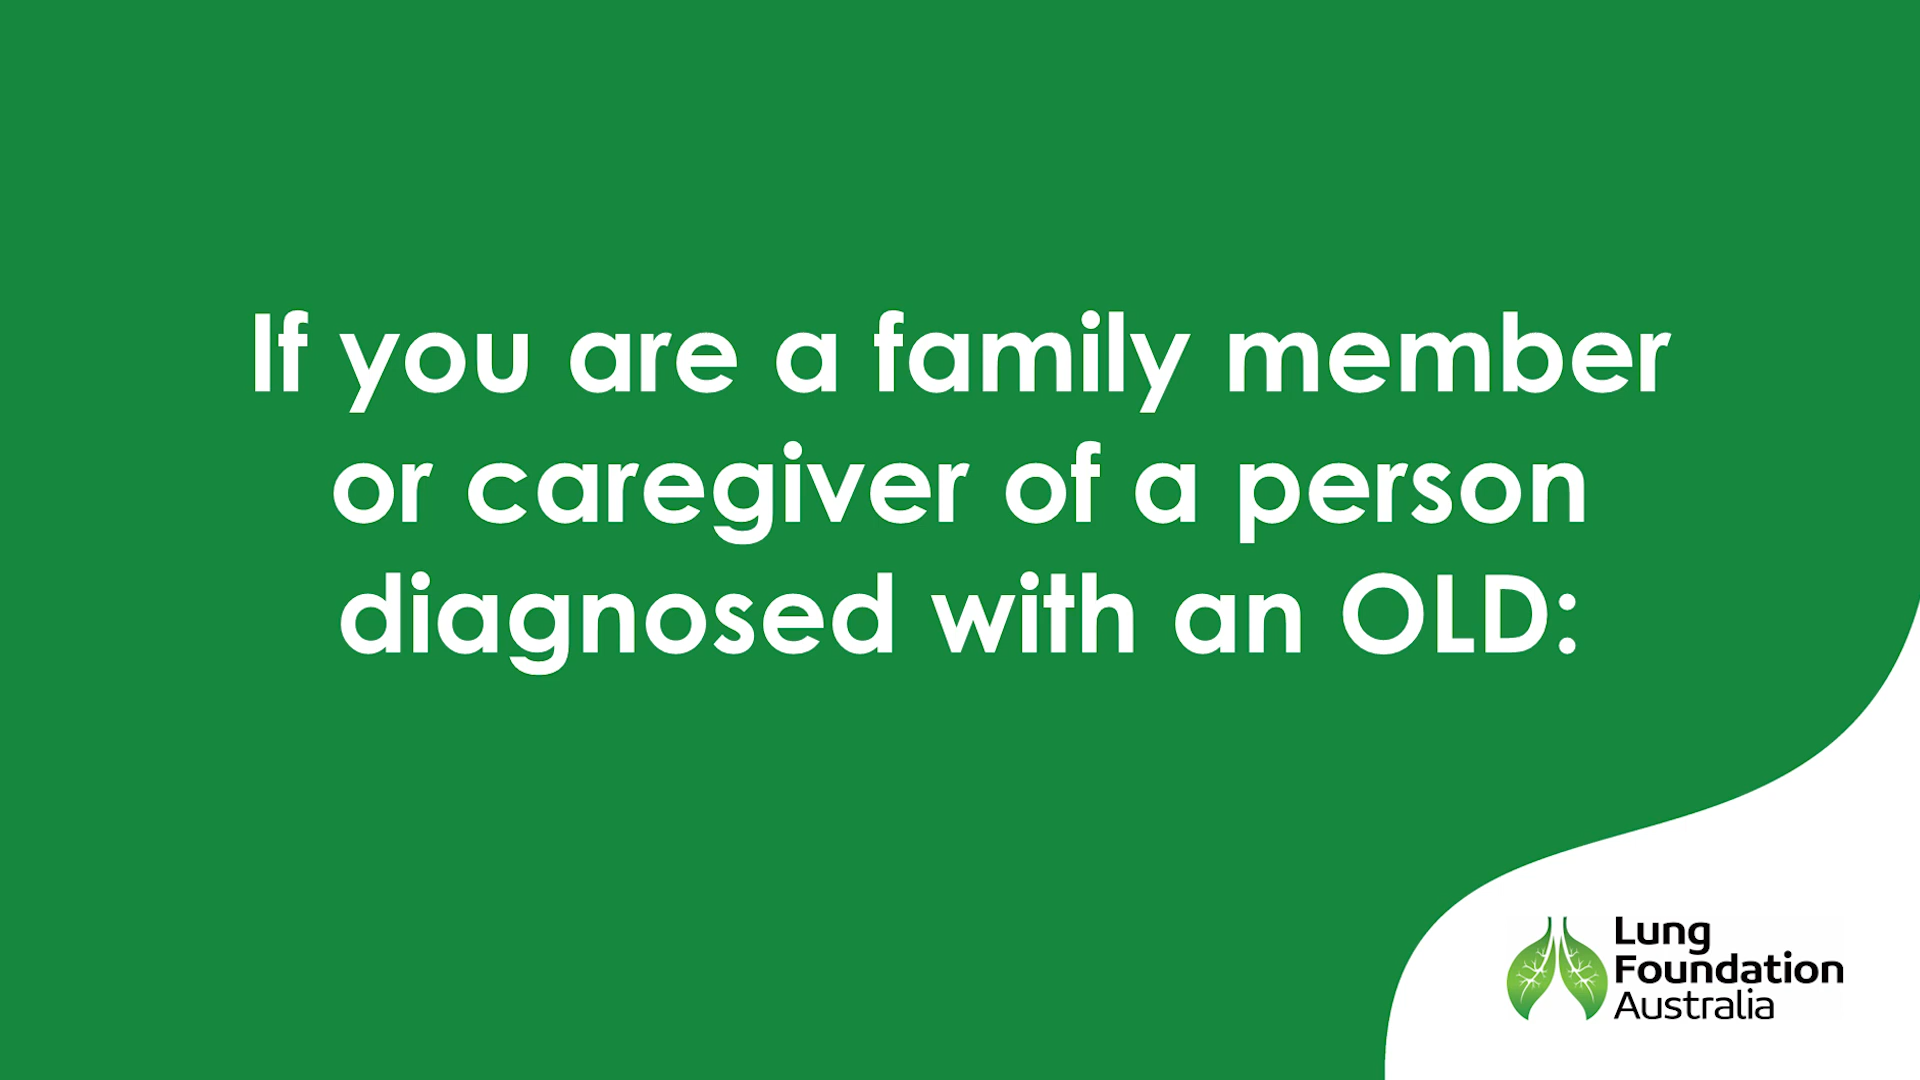 If you are a family member
or caregiver of a person
diagnosed with an OLD:
Lung
Foundation
Australia